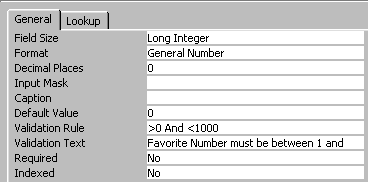 General Lookup
Field Size Long Integer
Format General Number
Decimal Places 0
Input Mask
Caption
Default Value 0
Validation Rule >0 And <1000
Validation Text Favorite Number must be between 1 and
Required No
Indexed No